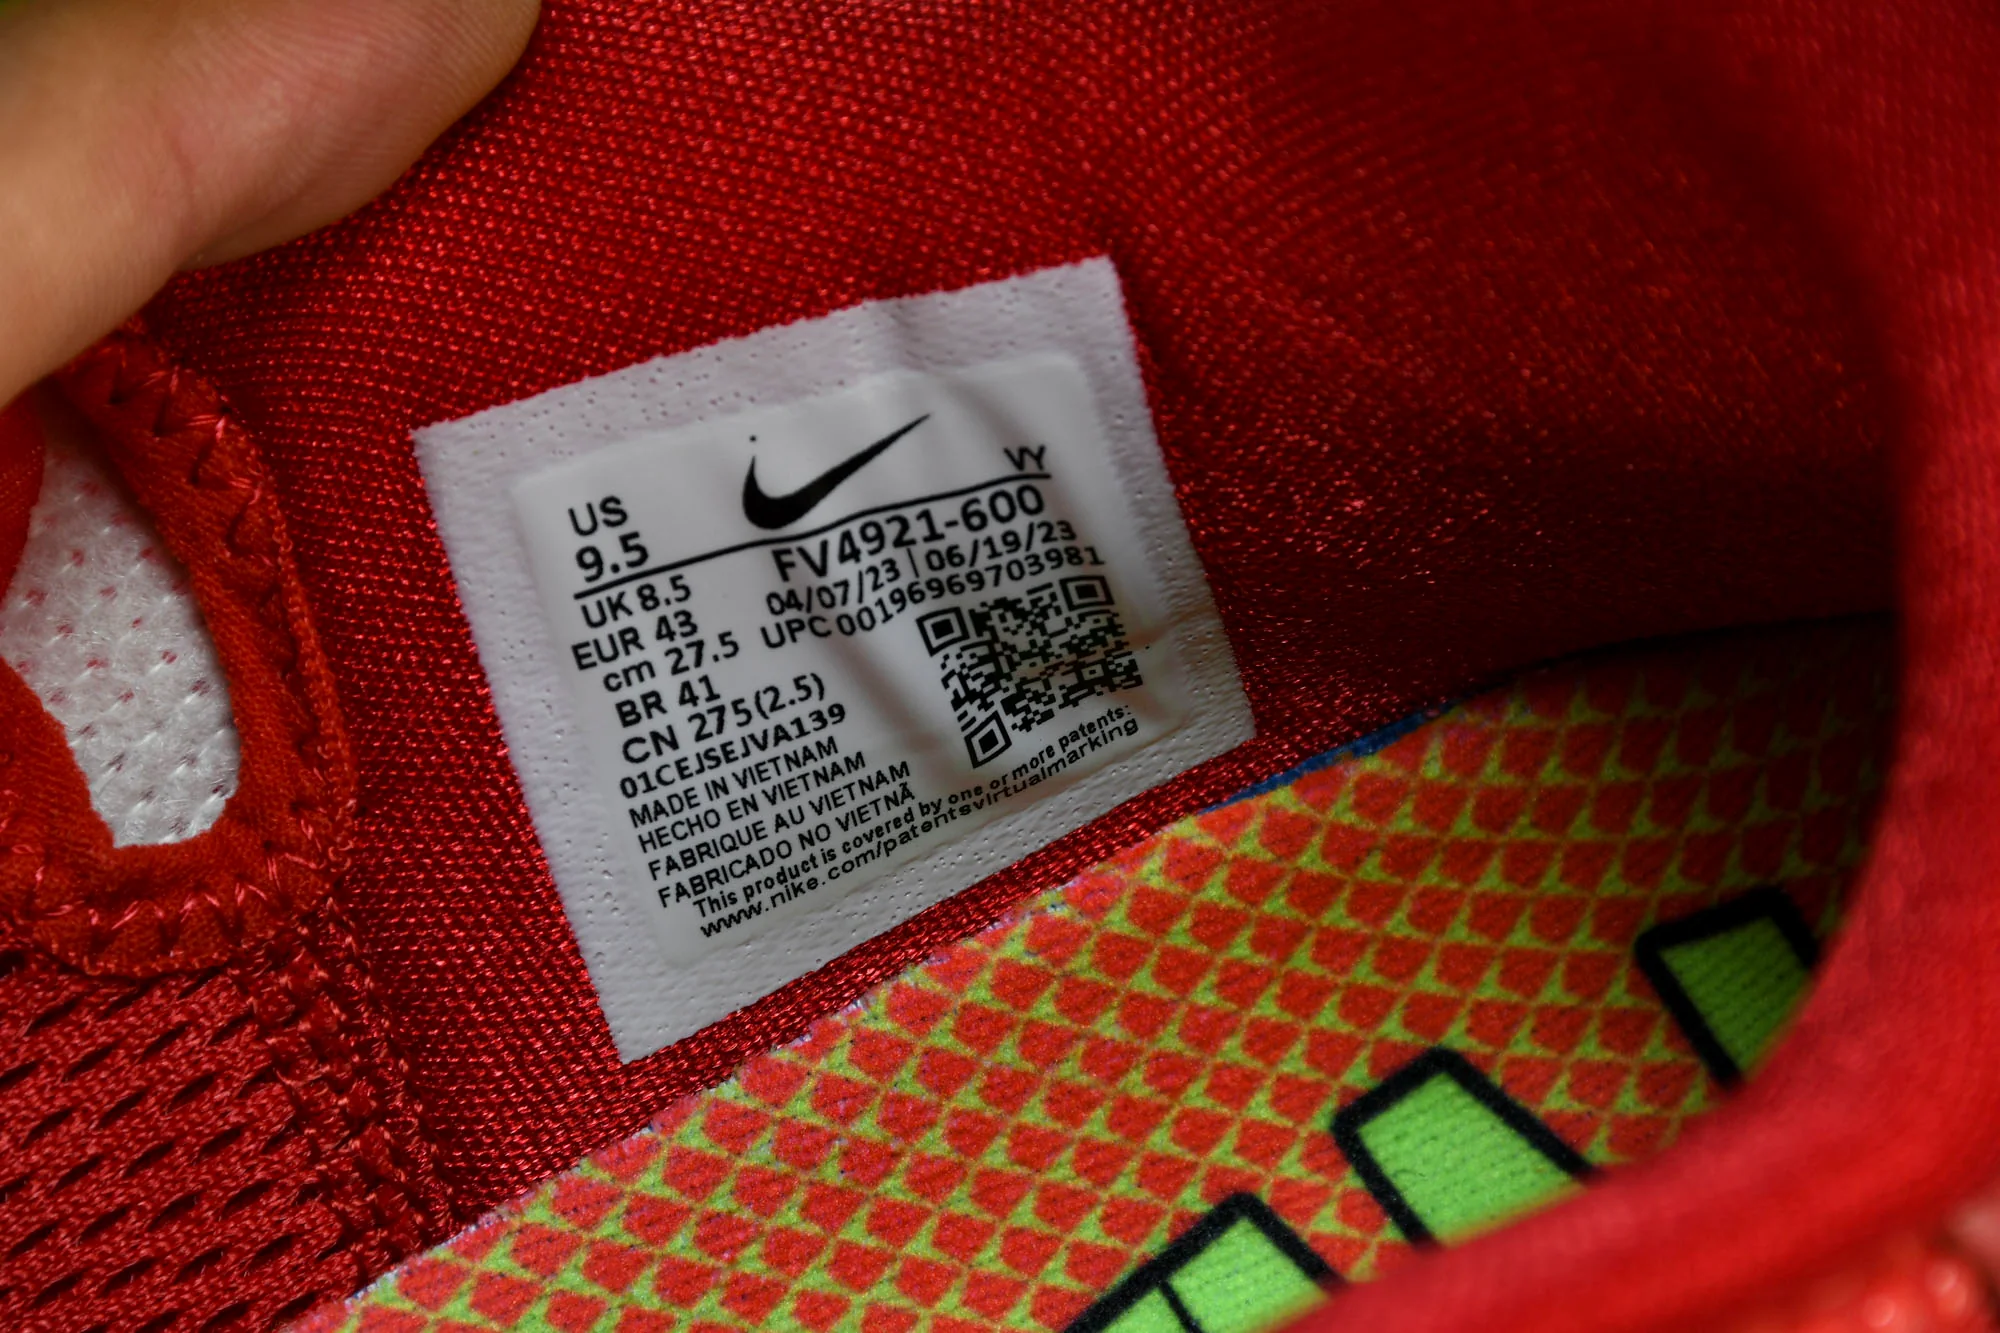 VY
US
9.5
FV4921-600
UK 8.5
04/07/23 | 06/19/23
EUR 43
UPC 00196969703981
cm 27.5
BR 41
CN 275(2.5)
01CEJSEJVA139
MADE IN VIETNAM
HECHO EN VIETNAM
FABRIQUE AU VIETNAM
FABRICADO NO VIETNÃ
This product is covered by one or more patents:
www.nike.com/patentsvirtualmarking